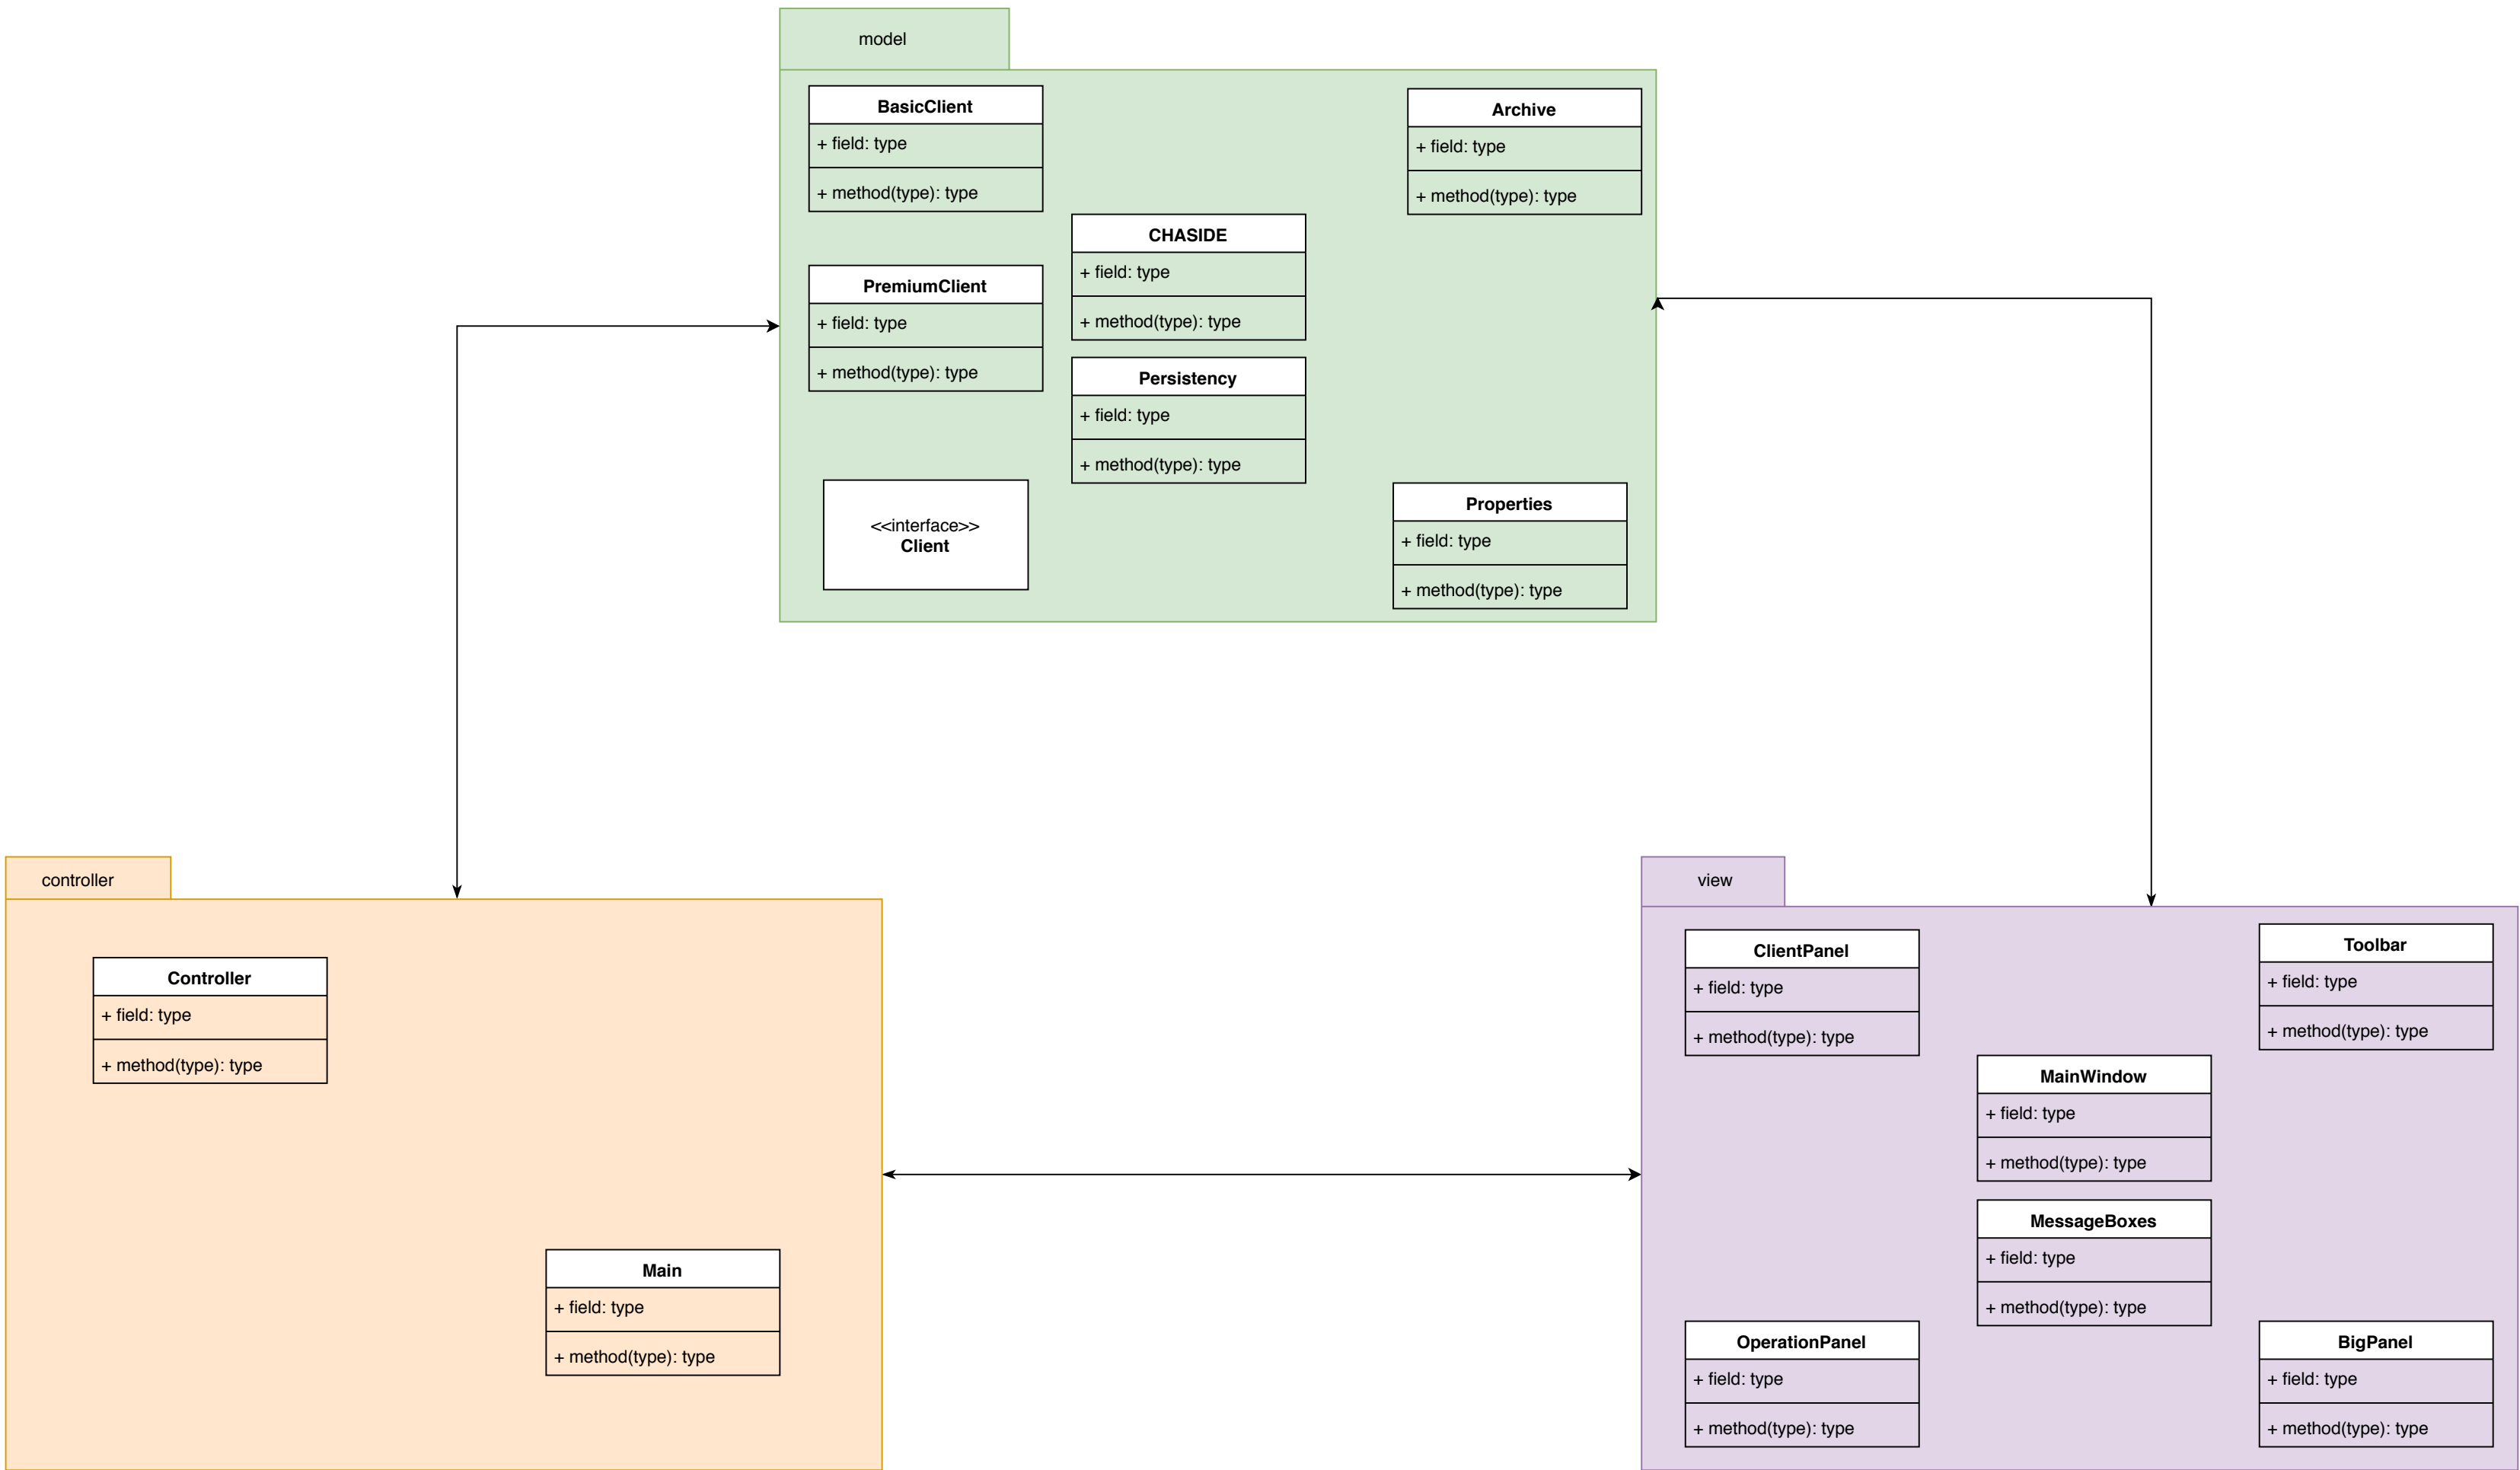 model
BasicClient
+ field: type
+ method(type): type
Archive
+ field: type
+ method(type): type
CHASIDE
+ field: type
+ method(type): type
PremiumClient
+ field: type
+ method(type): type
Persistency
+ field: type
+ method(type): type
<<interface>>
Client
Properties
+ field: type
+ method(type): type
controller
Controller
+ field: type
+ method(type): type
Main
+ field: type
+ method(type): type
view
ClientPanel
+ field: type
+ method(type): type
Toolbar
+ field: type
+ method(type): type
MainWindow
+ field: type
+ method(type): type
MessageBoxes
+ field: type
+ method(type): type
OperationPanel
+ field: type
+ method(type): type
BigPanel
+ field: type
+ method(type): type